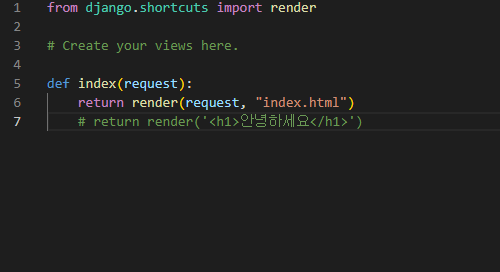 1 from django.shortcuts import render
2
3 # Create your views here.
4
5 def index(request):
6     return render(request, "index.html")
7     # return render('<h1>안녕하세요</h1>')